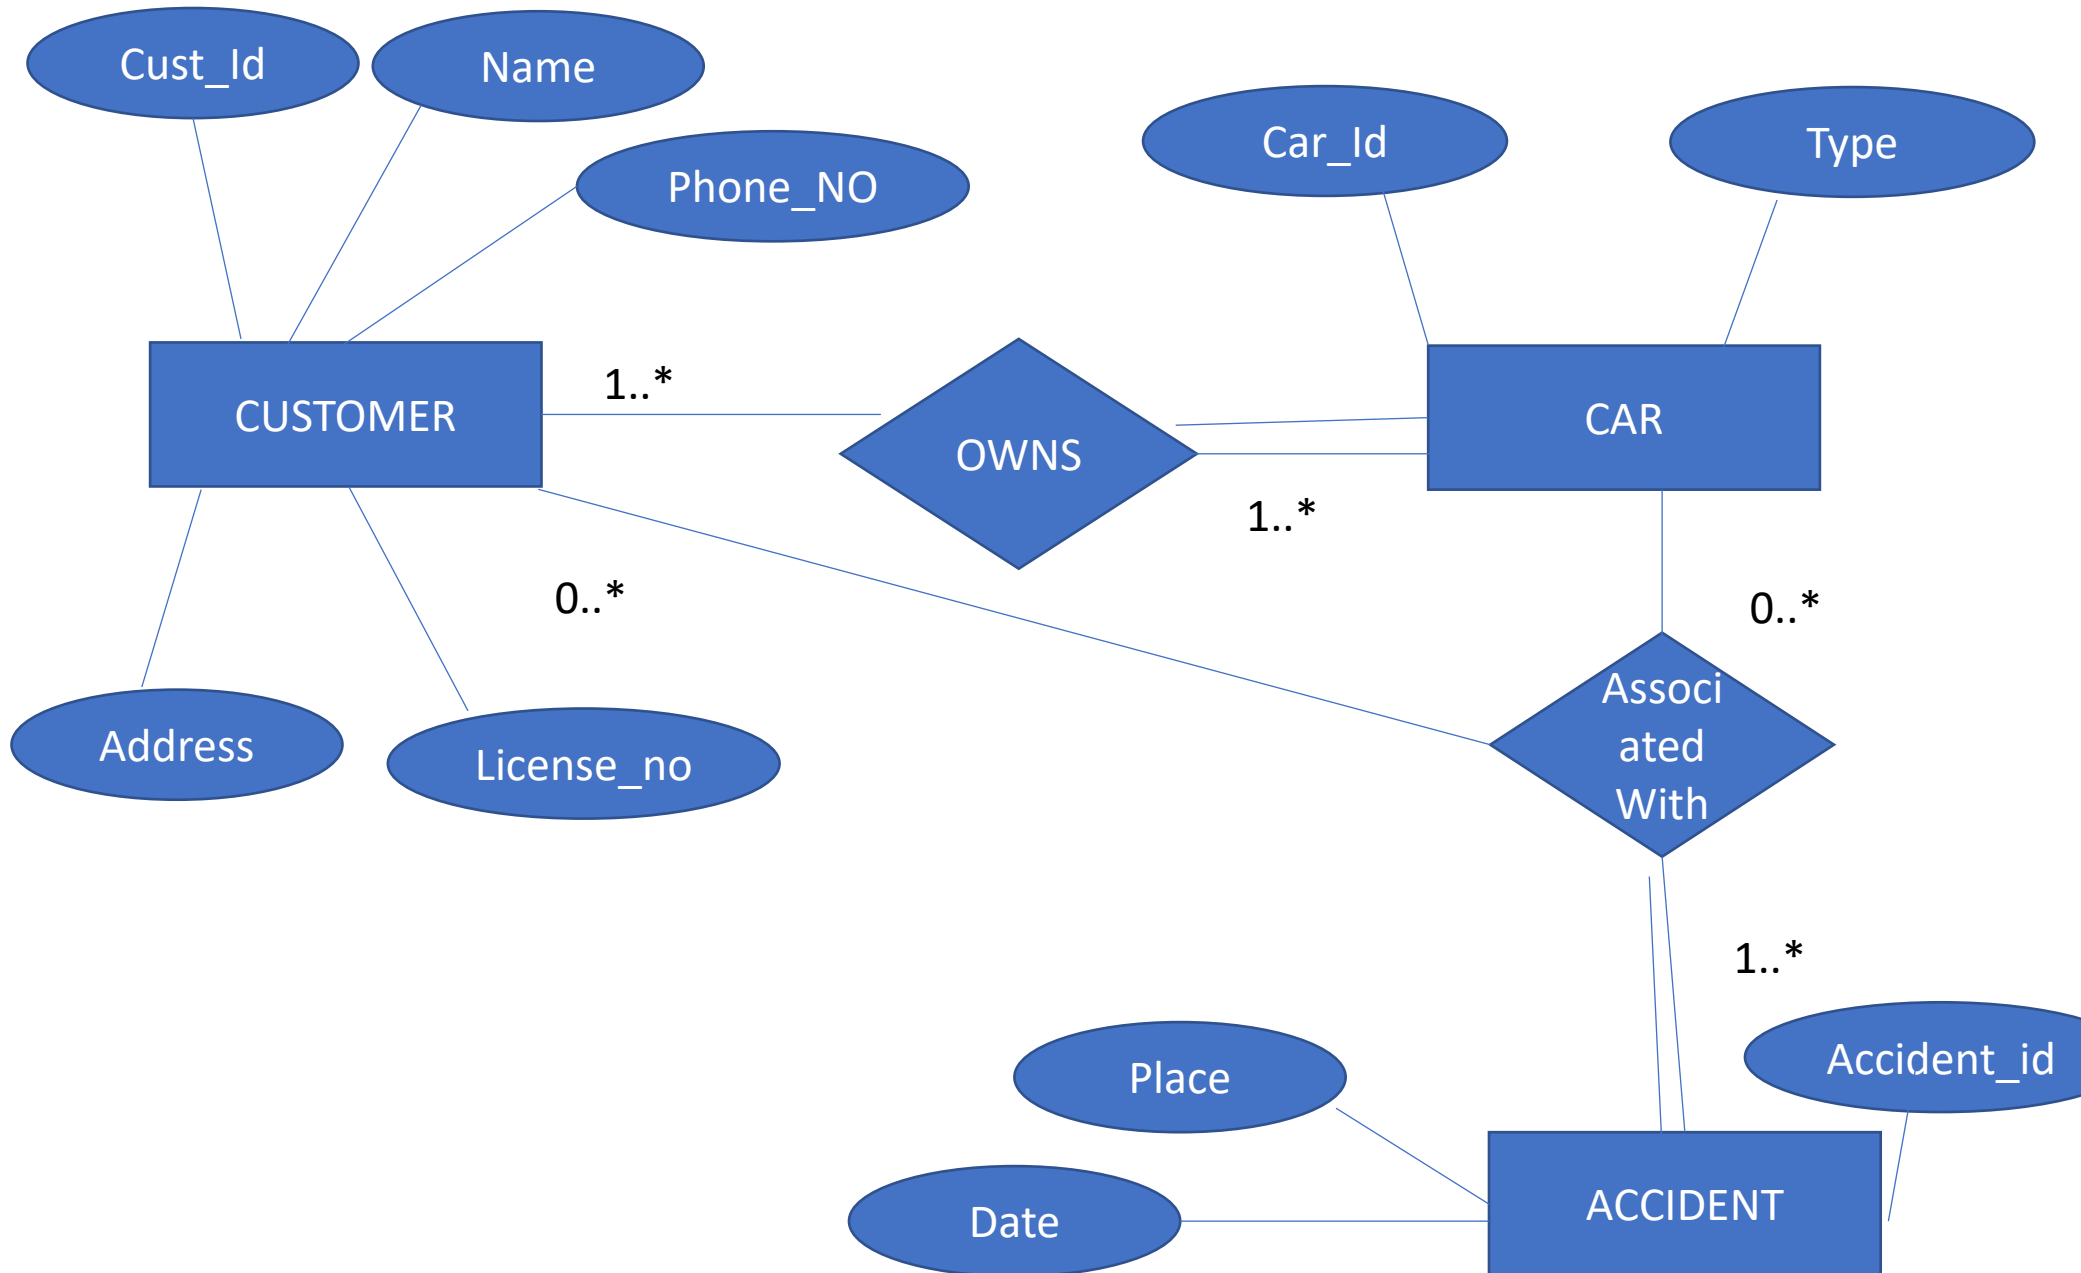 Cust_Id
Name
Phone_NO
Car_Id
Type
CUSTOMER
1..*
OWNS
CAR
1..*
0..*
0..*
Address
License_no
Associ
ated
With
1..*
Place
Accident_id
Date
ACCIDENT